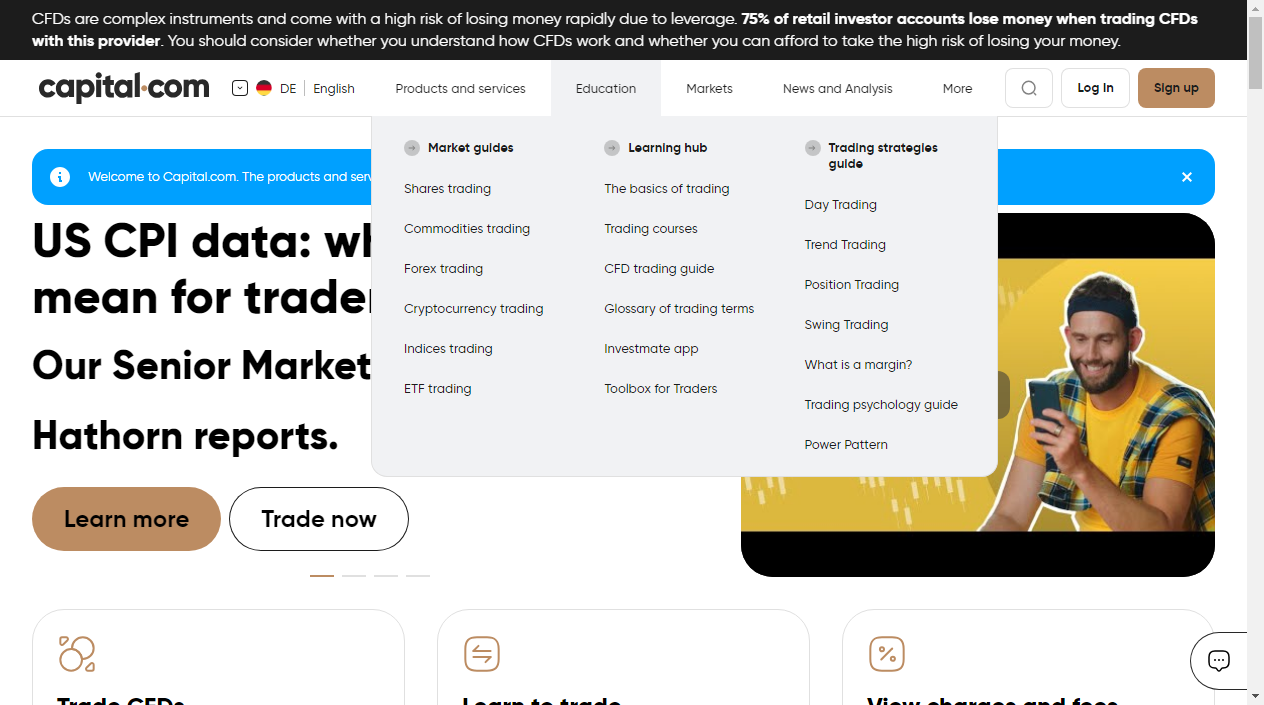 CFDs are complex instruments and come with a high risk of losing money rapidly due to leverage. 75% of retail investor accounts lose money when trading CFDs
with this provider. You should consider whether you understand how CFDs work and whether you can afford to take the high risk of losing your money.
capital.com DE English Products and services Education Markets News and Analysis More Log In Sign up
Welcome to Capital.com. The products and serv
US CPI data: wh
mean for trader
Our Senior Market
Hathorn reports.
Learn more Trade now
Market guides
Shares trading
Commodities trading
Forex trading
Cryptocurrency trading
Indices trading
ETF trading
Learning hub
The basics of trading
Trading courses
CFD trading guide
Glossary of trading terms
Investmate app
Toolbox for Traders
Trading strategies
guide
Day Trading
Trend Trading
Position Trading
Swing Trading
What is a margin?
Trading psychology guide
Power Pattern
Trade CFDs
Learn to trade
View charges and fees